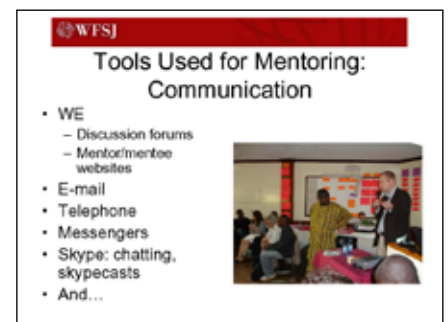 WFSJ
Tools Used for Mentoring:
Communication
• WE
– Discussion forums
– Mentor/mentee
websites
• E-mail
• Telephone
• Messengers
• Skype: chatting,
skypecasts
• And…